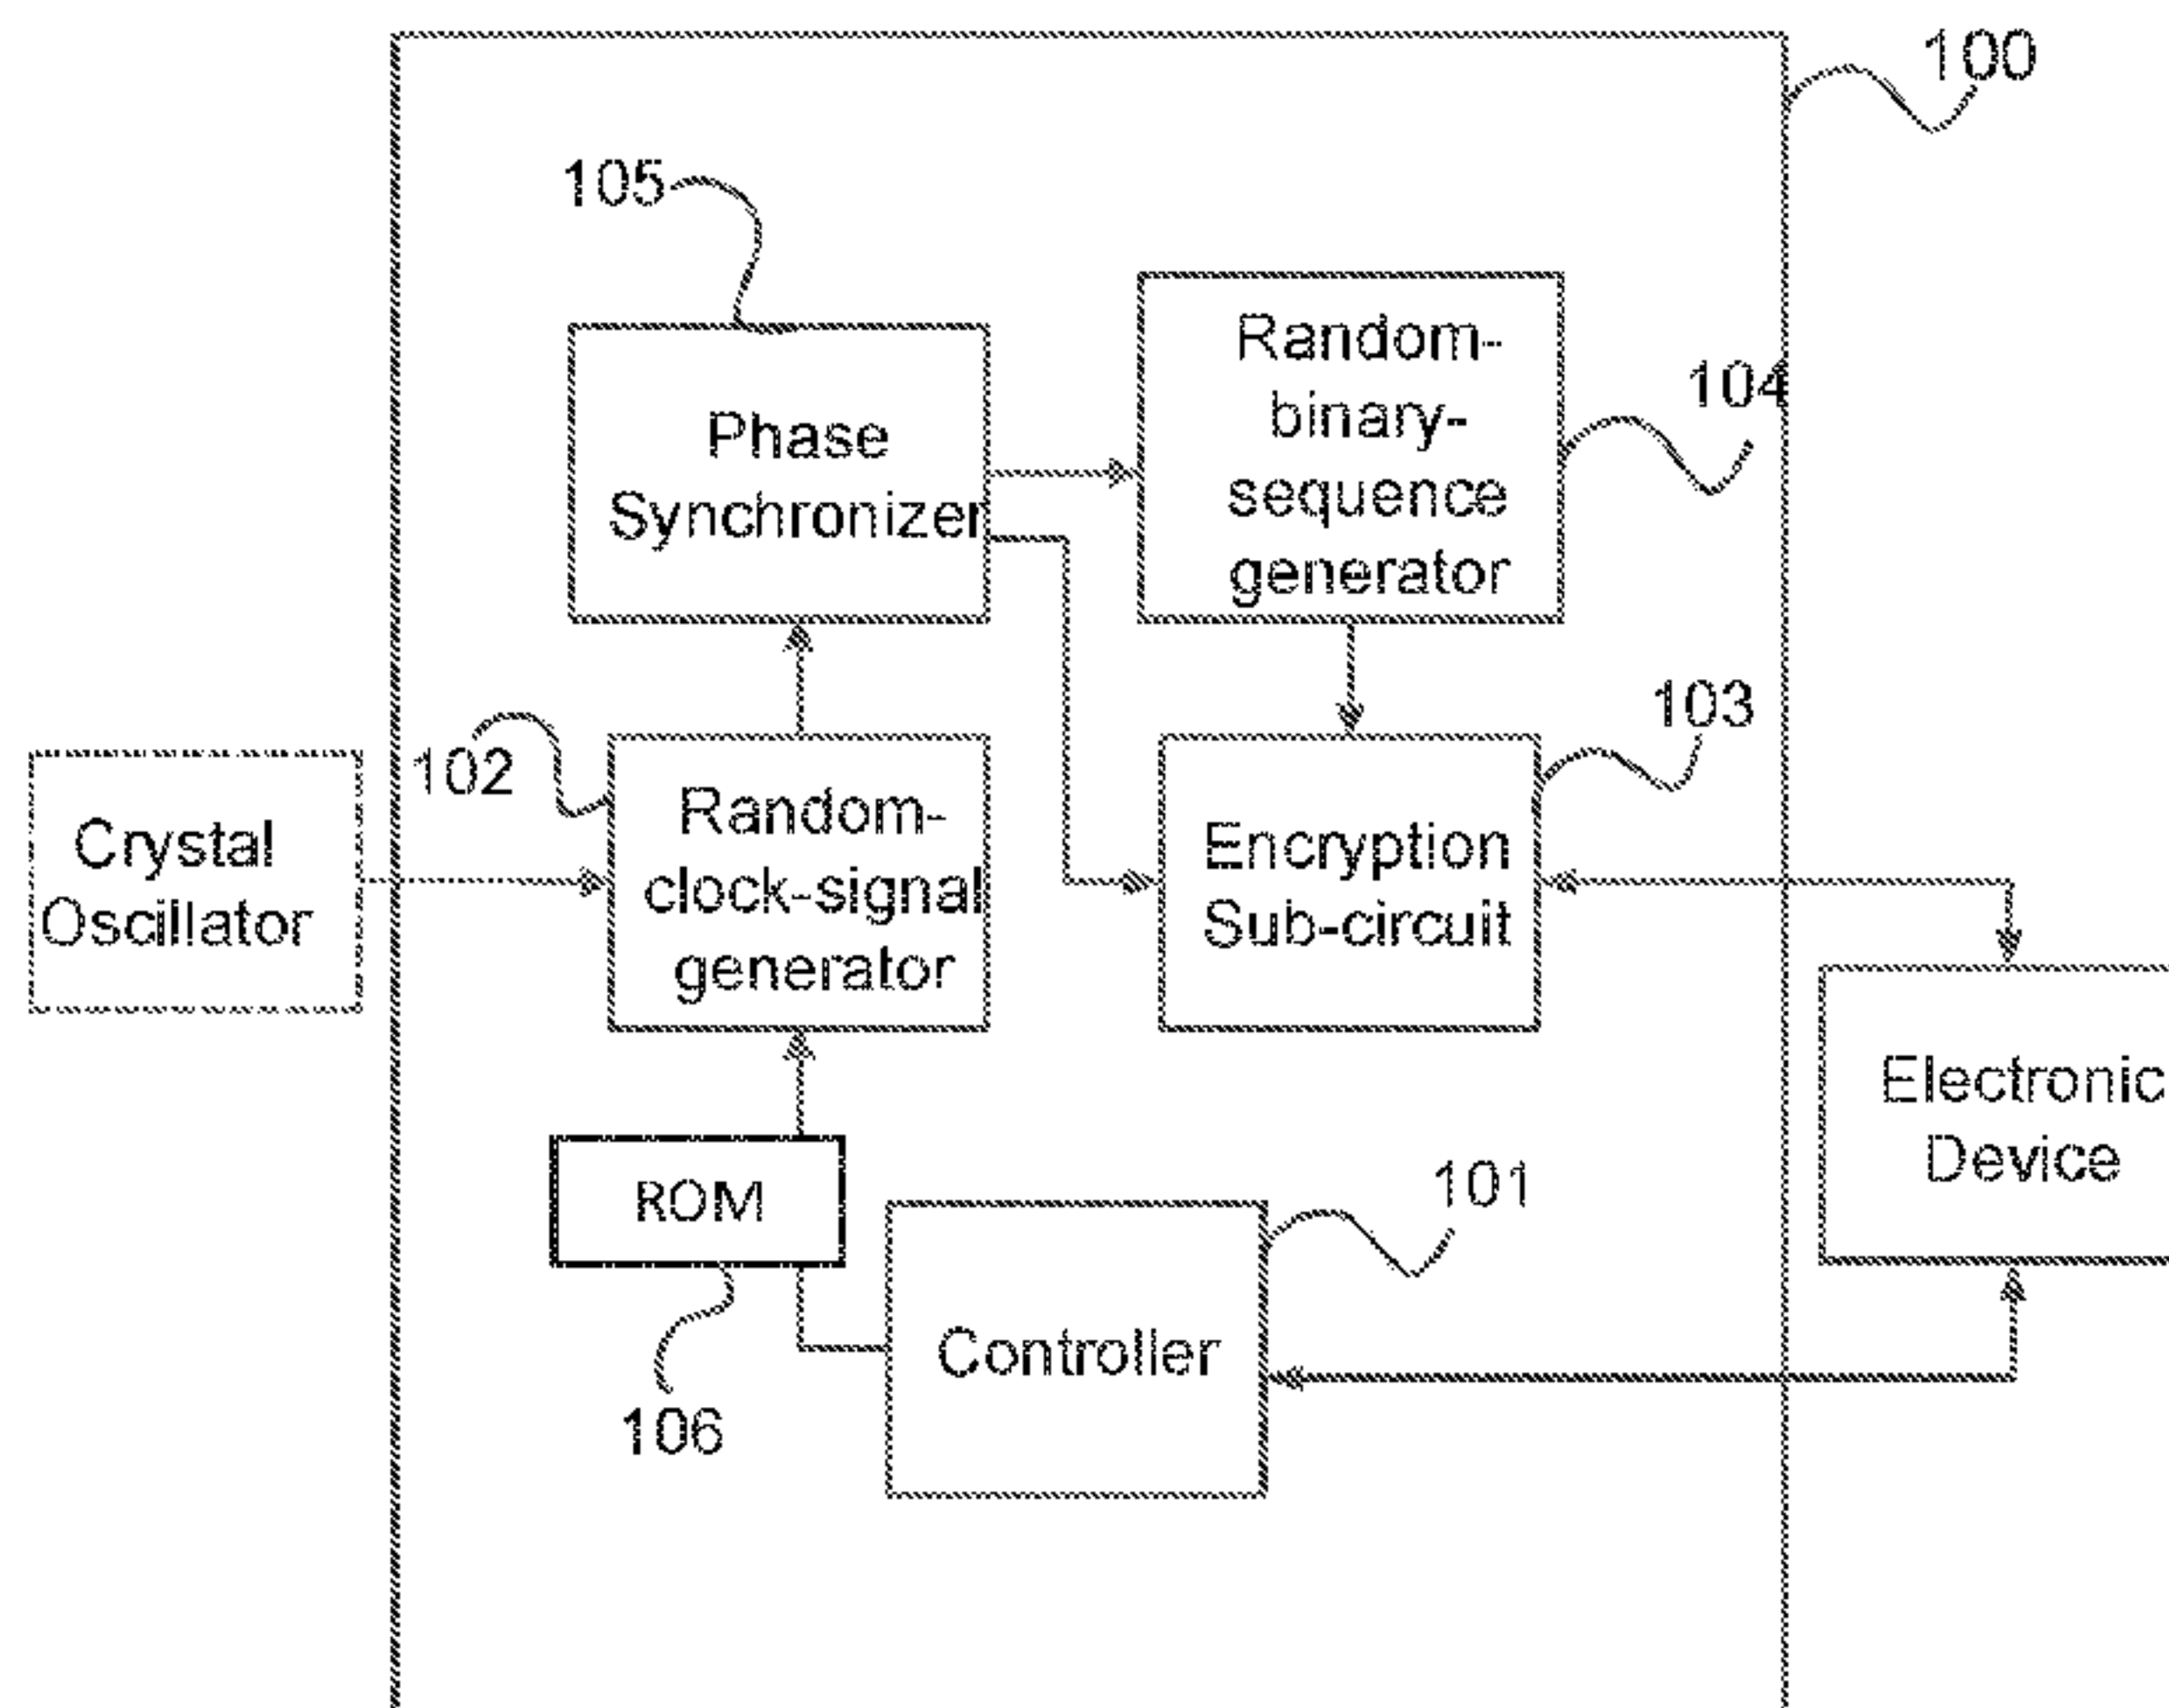 100
105
Random-
binary-
sequence
generator
104
Phase
Synchronizer
103
102
Random-
clock-signal
generator
Encryption
Sub-circuit
Crystal
Oscillator
Electronic
Device
ROM
101
Controller
106